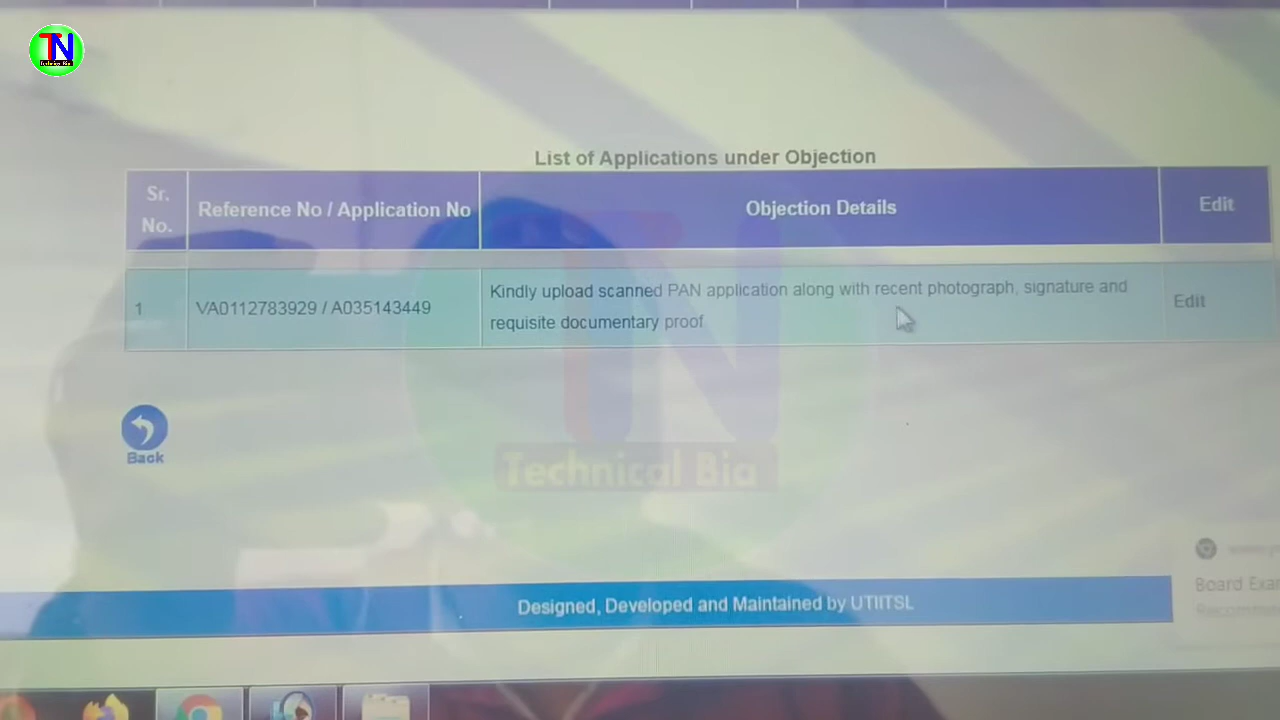 TN
List of Applications under Objection
Sr. No.
Reference No / Application No
Objection Details
Edit
1
VA0112783929 / A035143449
Kindly upload scanned PAN application along with recent photograph, signature and
requisite documentary proof
Edit
TN
Technical Bia
Back
Board Exa
Designed, Developed and Maintained by UTIITSL